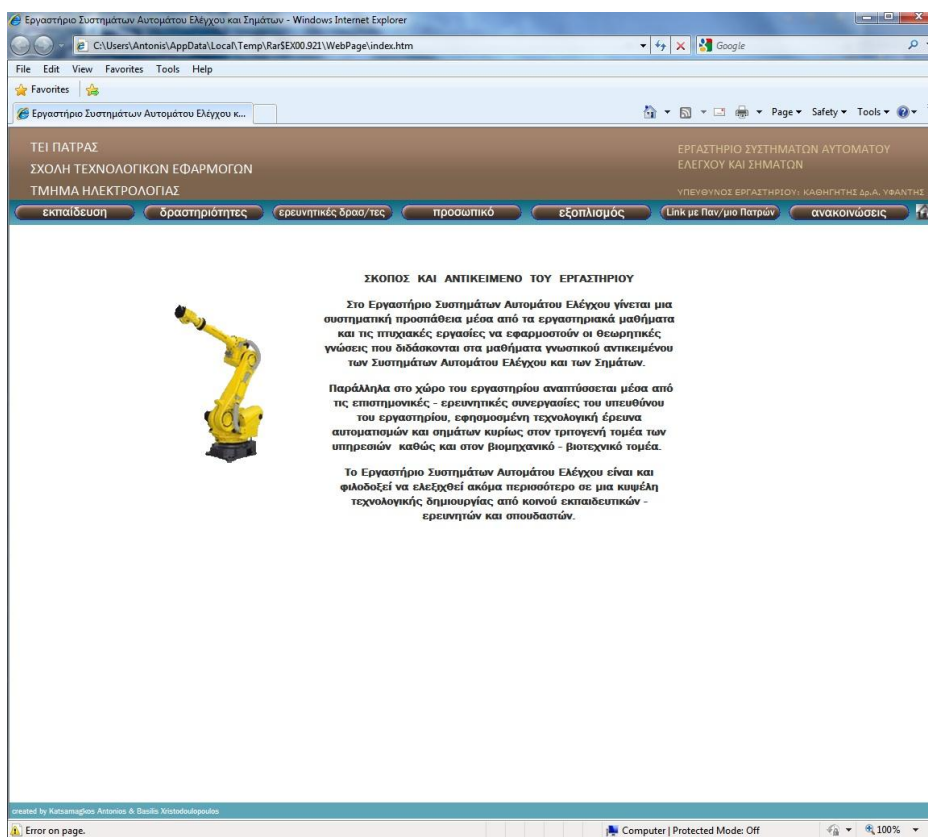 Εργαστήριο Συστημάτων Αυτομάτου Ελέγχου και Σημάτων - Windows Internet Explorer
C:\Users\Antonis\AppData\Local\Temp\Rar$EX00.921\WebPage\index.htm
Google
File Edit View Favorites Tools Help
Favorites
Εργαστήριο Συστημάτων Αυτομάτου Ελέγχου κ...
Page Safety Tools
ΤΕΙ ΠΑΤΡΑΣ
ΣΧΟΛΗ ΤΕΧΝΟΛΟΓΙΚΩΝ ΕΦΑΡΜΟΓΩΝ
ΤΜΗΜΑ ΗΛΕΚΤΡΟΛΟΓΙΑΣ
ΕΡΓΑΣΤΗΡΙΟ ΣΥΣΤΗΜΑΤΩΝ ΑΥΤΟΜΑΤΟΥ
ΕΛΕΓΧΟΥ ΚΑΙ ΣΗΜΑΤΩΝ
ΥΠΕΥΘΥΝΟΣ ΕΡΓΑΣΤΗΡΙΟΥ: ΚΑΘΗΓΗΤΗΣ Δρ.Α. ΥΦΑΝΤΗΣ
εκπαίδευση δραστηριότητες ερευνητικές δρασ/τες προσωπικό εξοπλισμός Link με Παν/μιο Πατρών ανακοινώσεις
ΣΚΟΠΟΣ ΚΑΙ ΑΝΤΙΚΕΙΜΕΝΟ ΤΟΥ ΕΡΓΑΣΤΗΡΙΟΥ
Στο Εργαστήριο Συστημάτων Αυτομάτου Ελέγχου γίνεται μια
συστηματική προσπάθεια μέσα από τα εργαστηριακά μαθήματα
και τις πτυχιακές εργασίες να εφαρμοστούν οι θεωρητικές
γνώσεις που διδάσκονται στα μαθήματα γνωστικού αντικειμένου
των Συστημάτων Αυτομάτου Ελέγχου και των Σημάτων.
Παράλληλα στο χώρο του εργαστηρίου αναπτύσσεται μέσα από
τις επιστημονικές - ερευνητικές συνεργασίες του υπευθύνου
του εργαστηρίου, εφησμοσμένη τεχνολογική έρευνα
αυτοματισμών και σημάτων κυρίως στον τριτογενή τομέα των
υπηρεσιών καθώς και στον βιομηχανικό - βιοτεχνικό τομέα.
Το Εργαστήριο Συστημάτων Αυτομάτου Ελέγχου είναι και
φιλοδοξεί να ελεξιχθεί ακόμα περισσότερο σε μια κυψέλη
τεχνολογικής δημιουργίας από κοινού εκπαιδευτικών -
ερευνητών και σπουδαστών.
created by Katsamagkos Antonios & Basilis Xristodoulopoulos
Error on page.
Computer | Protected Mode: Off
100%